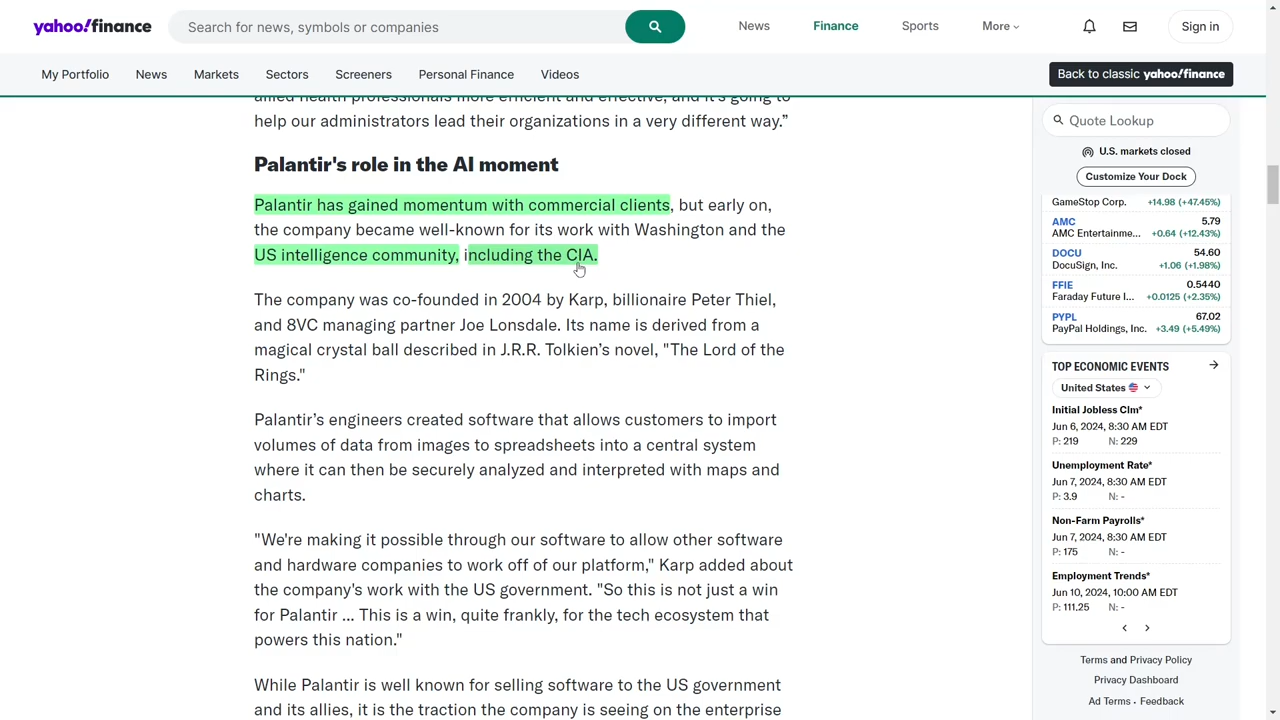 yahoo!finance
Search for news, symbols or companies
News
Finance
Sports
More
Sign in
My Portfolio
News
Markets
Sectors
Screeners
Personal Finance
Videos
Back to classic yahoo!finance
allied health professionals more efficient and effective, and it's going to
help our administrators lead their organizations in a very different way.”
Palantir's role in the AI moment
Palantir has gained momentum with commercial clients, but early on,
the company became well-known for its work with Washington and the
US intelligence community, including the CIA.
The company was co-founded in 2004 by Karp, billionaire Peter Thiel,
and 8VC managing partner Joe Lonsdale. Its name is derived from a
magical crystal ball described in J.R.R. Tolkien’s novel, "The Lord of the
Rings."
Palantir’s engineers created software that allows customers to import
volumes of data from images to spreadsheets into a central system
where it can then be securely analyzed and interpreted with maps and
charts.
"We're making it possible through our software to allow other software
and hardware companies to work off of our platform," Karp added about
the company's work with the US government. "So this is not just a win
for Palantir ... This is a win, quite frankly, for the tech ecosystem that
powers this nation."
While Palantir is well known for selling software to the US government
and its allies, it is the traction the company is seeing on the enterprise
Quote Lookup
U.S. markets closed
Customize Your Dock
GameStop Corp. +14.98 (+47.45%)
AMC 5.79
AMC Entertainme... +0.64 (+12.43%)
DOCU 54.60
DocuSign, Inc. +1.06 (+1.98%)
FFIE 0.5440
Faraday Future I... +0.0125 (+2.35%)
PYPL 67.02
PayPal Holdings, Inc. +3.49 (+5.49%)
TOP ECONOMIC EVENTS
United States
Initial Jobless Clm*
Jun 6, 2024, 8:30 AM EDT
P: 219 N: 229
Unemployment Rate*
Jun 7, 2024, 8:30 AM EDT
P: 3.9 N: -
Non-Farm Payrolls*
Jun 7, 2024, 8:30 AM EDT
P: 175 N: -
Employment Trends*
Jun 10, 2024, 10:00 AM EDT
P: 111.25 N: -
Terms and Privacy Policy
Privacy Dashboard
Ad Terms • Feedback